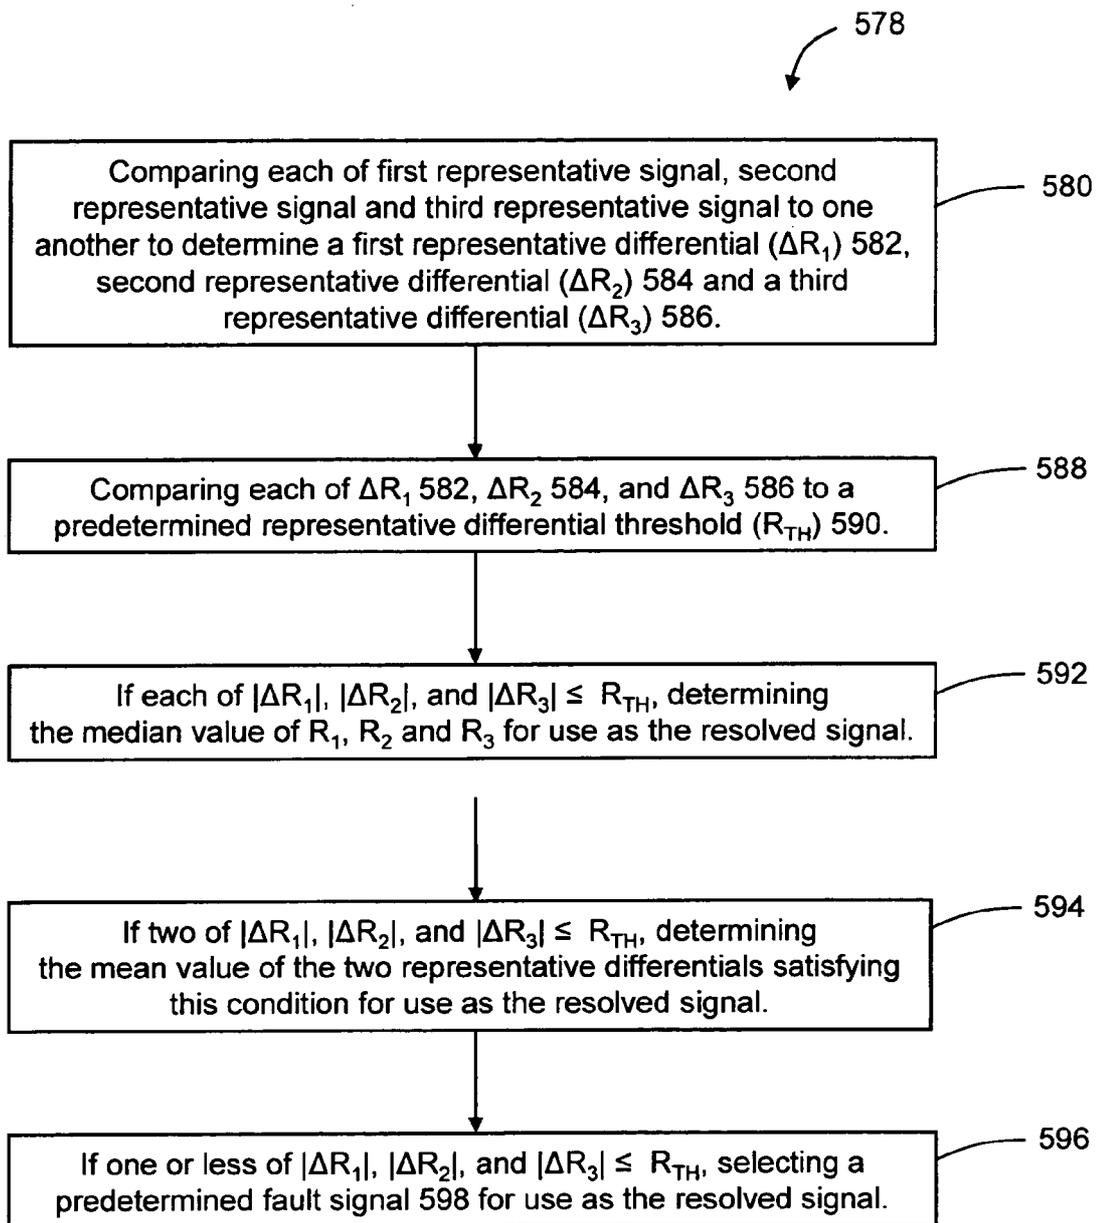 578
Comparing each of first representative signal, second
representative signal and third representative signal to one
another to determine a first representative differential (ΔR₁) 582,
second representative differential (ΔR₂) 584 and a third
representative differential (ΔR₃) 586.
580
Comparing each of ΔR₁ 582, ΔR₂ 584, and ΔR₃ 586 to a
predetermined representative differential threshold (R_TH) 590.
588
If each of |ΔR₁|, |ΔR₂|, and |ΔR₃| ≤ R_TH, determining
the median value of R₁, R₂ and R₃ for use as the resolved signal.
592
If two of |ΔR₁|, |ΔR₂|, and |ΔR₃| ≤ R_TH, determining
the mean value of the two representative differentials satisfying
this condition for use as the resolved signal.
594
If one or less of |ΔR₁|, |ΔR₂|, and |ΔR₃| ≤ R_TH, selecting a
predetermined fault signal 598 for use as the resolved signal.
596